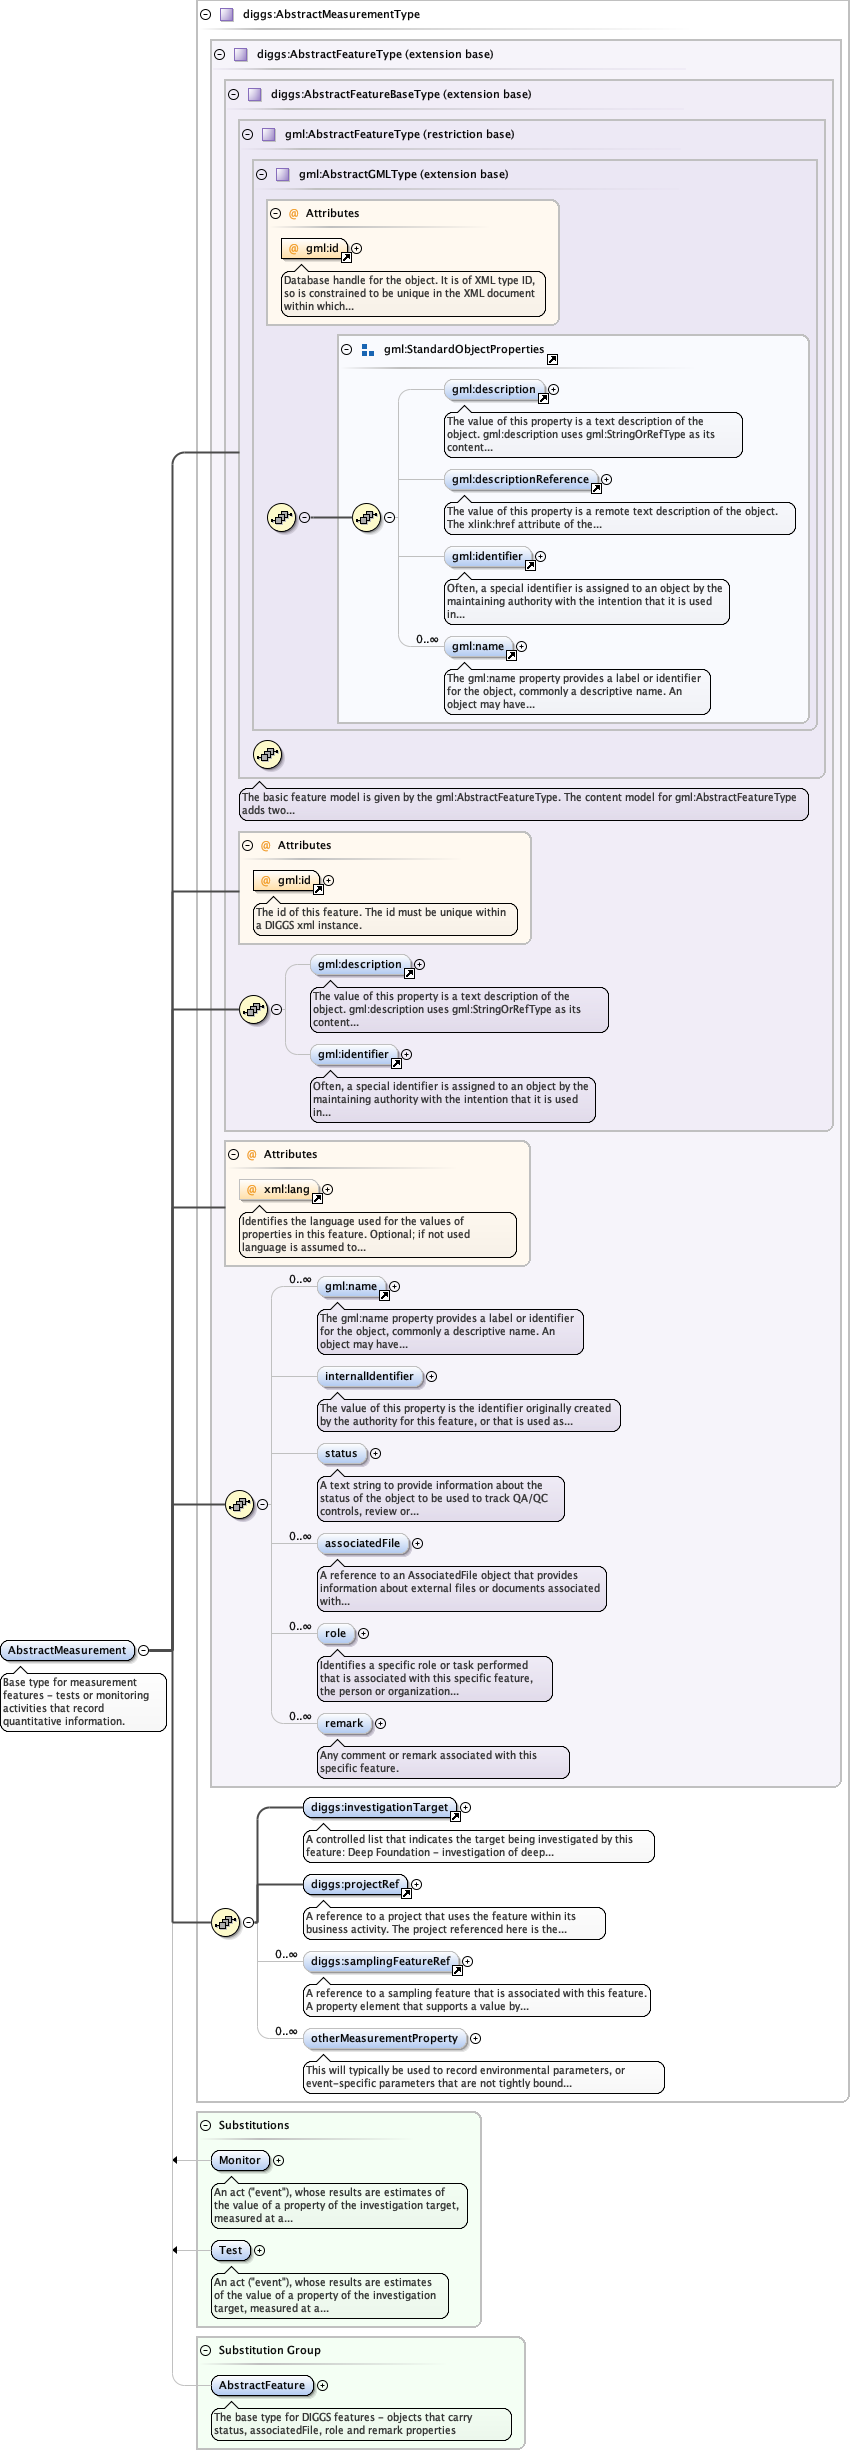 diggs:AbstractMeasurementType
diggs:AbstractFeatureType (extension base)
diggs:AbstractFeatureBaseType (extension base)
gml:AbstractFeatureType (restriction base)
gml:AbstractGMLType (extension base)
@ Attributes
@ gml:id
Database handle for the object. It is of XML type ID,
so is constrained to be unique in the XML document
within which...
gml:StandardObjectProperties
gml:description
The value of this property is a text description of the
object. gml:description uses gml:StringOrRefType as its
content...
gml:descriptionReference
The value of this property is a remote text description of the object.
The xlink:href attribute of the...
gml:identifier
Often, a special identifier is assigned to an object by the
maintaining authority with the intention that it is used
in...
0..∞
gml:name
The gml:name property provides a label or identifier
for the object, commonly a descriptive name. An
object may have...
The basic feature model is given by the gml:AbstractFeatureType. The content model for gml:AbstractFeatureType
adds two...
@ Attributes
@ gml:id
The id of this feature. The id must be unique within
a DIGGS xml instance.
gml:description
The value of this property is a text description of the
object. gml:description uses gml:StringOrRefType as its
content...
gml:identifier
Often, a special identifier is assigned to an object by the
maintaining authority with the intention that it is used
in...
@ Attributes
@ xml:lang
Identifies the language used for the values of
properties in this feature. Optional; if not used
language is assumed to...
0..∞
gml:name
The gml:name property provides a label or identifier
for the object, commonly a descriptive name. An
object may have...
internalIdentifier
The value of this property is the identifier originally created
by the authority for this feature, or that is used as...
status
A text string to provide information about the
status of the object to be used to track QA/QC
controls, review or...
0..∞
associatedFile
A reference to an AssociatedFile object that provides
information about external files or documents associated
with...
0..∞
role
Identifies a specific role or task performed
that is associated with this specific feature,
the person or organization...
0..∞
remark
Any comment or remark associated with this
specific feature.
AbstractMeasurement
Base type for measurement
features - tests or monitoring
activities that record
quantitative information.
diggs:investigationTarget
A controlled list that indicates the target being investigated by this
feature: Deep Foundation - investigation of deep...
diggs:projectRef
A reference to a project that uses the feature within its
business activity. The project referenced here is the...
0..∞
diggs:samplingFeatureRef
A reference to a sampling feature that is associated with this feature.
A property element that supports a value by...
0..∞
otherMeasurementProperty
This will typically be used to record environmental parameters, or
event-specific parameters that are not tightly bound...
Substitutions
Monitor
An act ("event"), whose results are estimates of
the value of a property of the investigation target,
measured at a...
Test
An act ("event"), whose results are estimates
of the value of a property of the investigation
target, measured at a...
Substitution Group
AbstractFeature
The base type for DIGGS features - objects that carry
status, associatedFile, role and remark properties